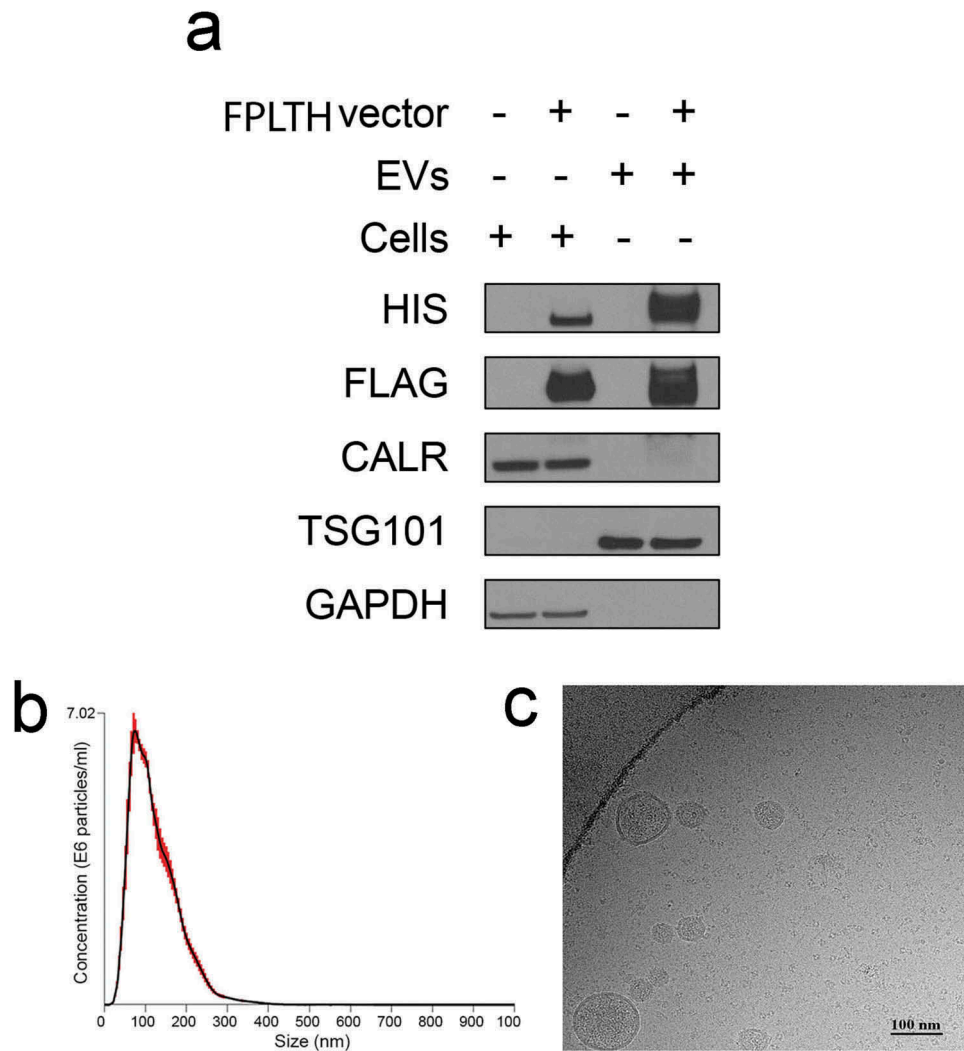 a
FPLTH vector - + - +
EVs - - + +
Cells + + - -
HIS
FLAG
CALR
TSG101
GAPDH
b
7.02
Concentration (E6 particles/ml)
0 100 200 300 400 500 600 700 800 900 100
Size (nm)
c
100 nm